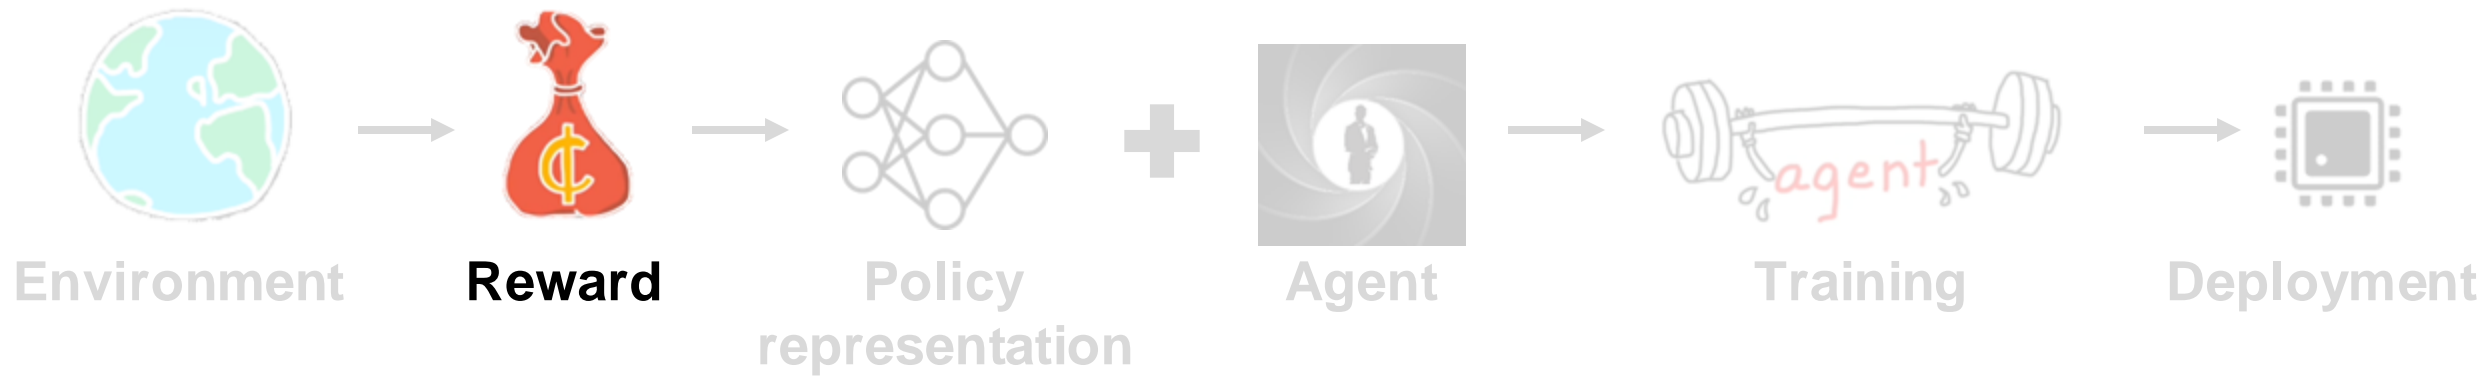 ₵
agent
Environment
Reward
Policy
representation
Agent
Training
Deployment